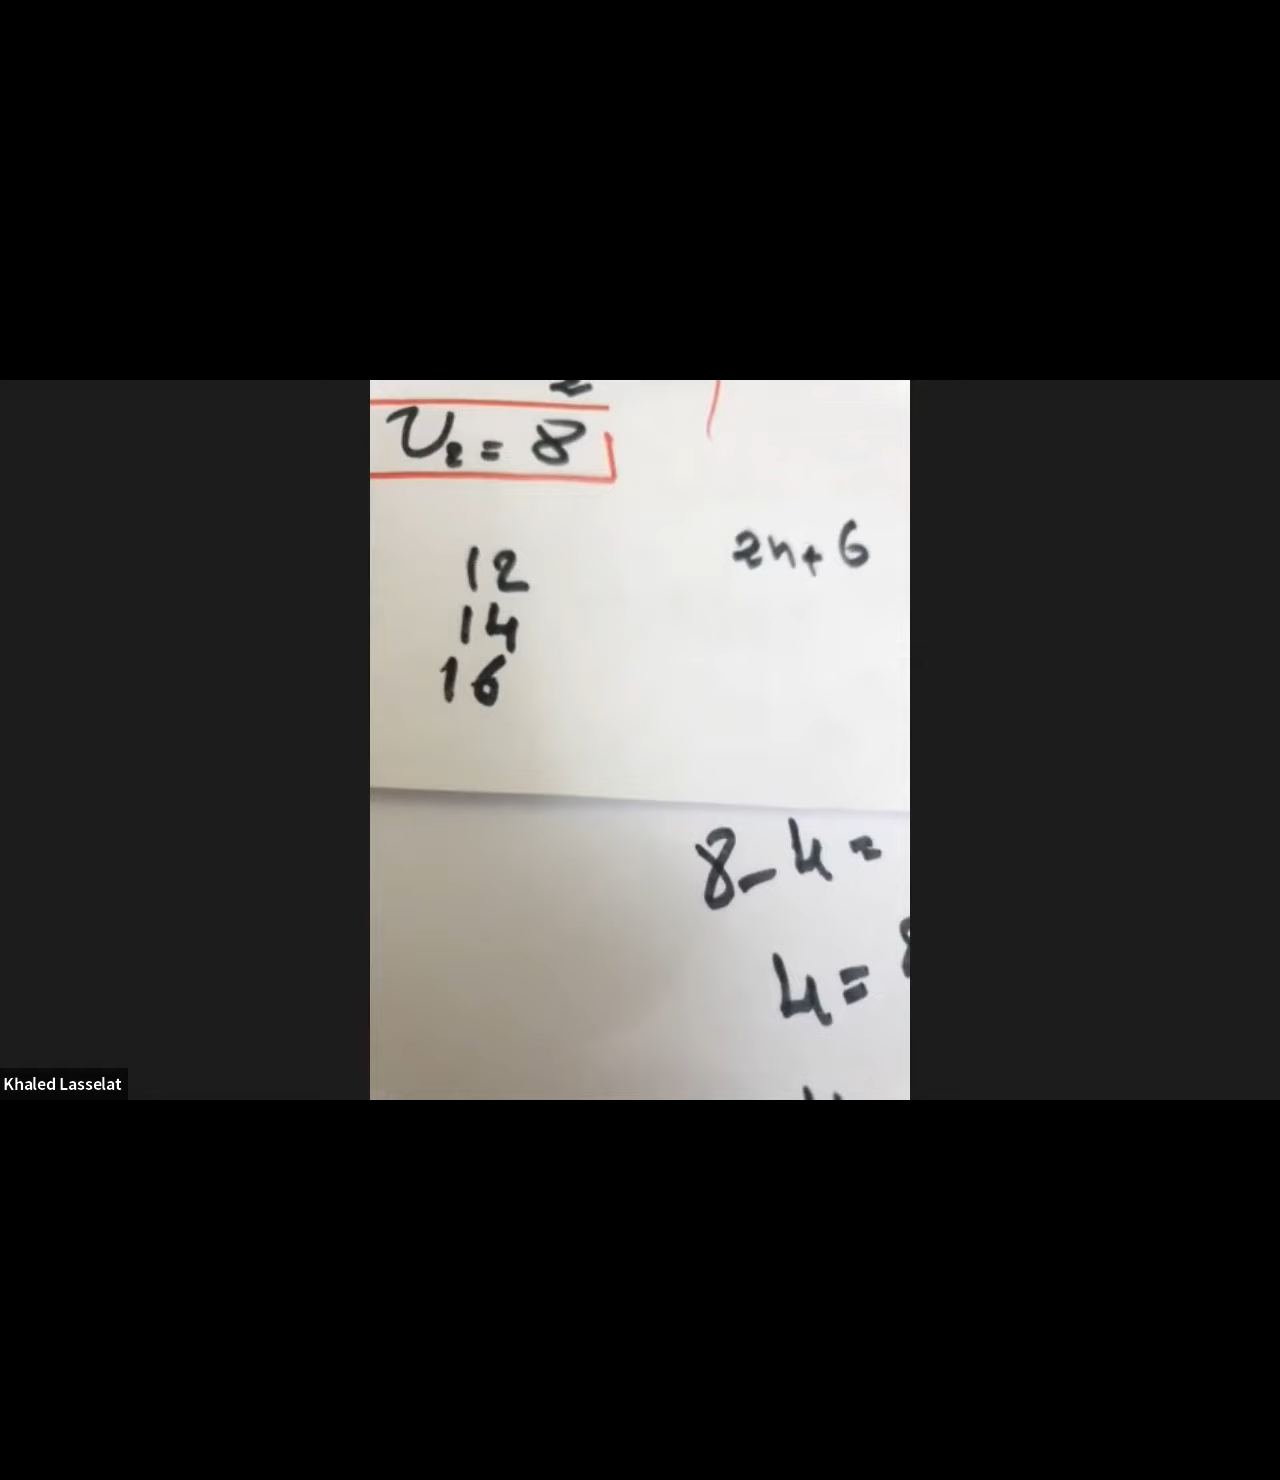 U₂ = 8
12
2n + 6
14
16
8 - 4 =
4 =
Khaled Lasselat